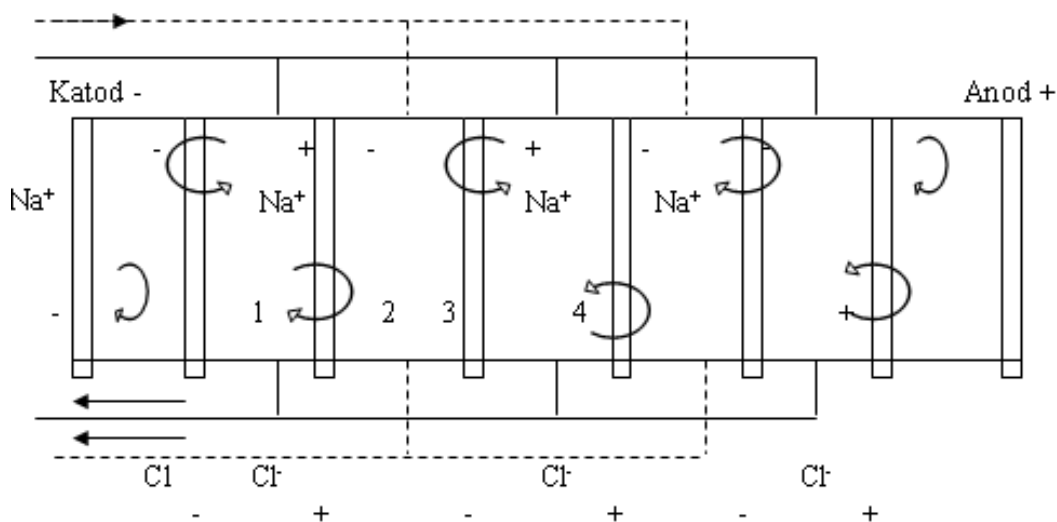 Katod - Anod +
- + - + - -
Na⁺ Na⁺ Na⁺ Na⁺
- 1 2 3 4 +
Cl Cl⁻ Cl⁻ Cl⁻
- + - + - +